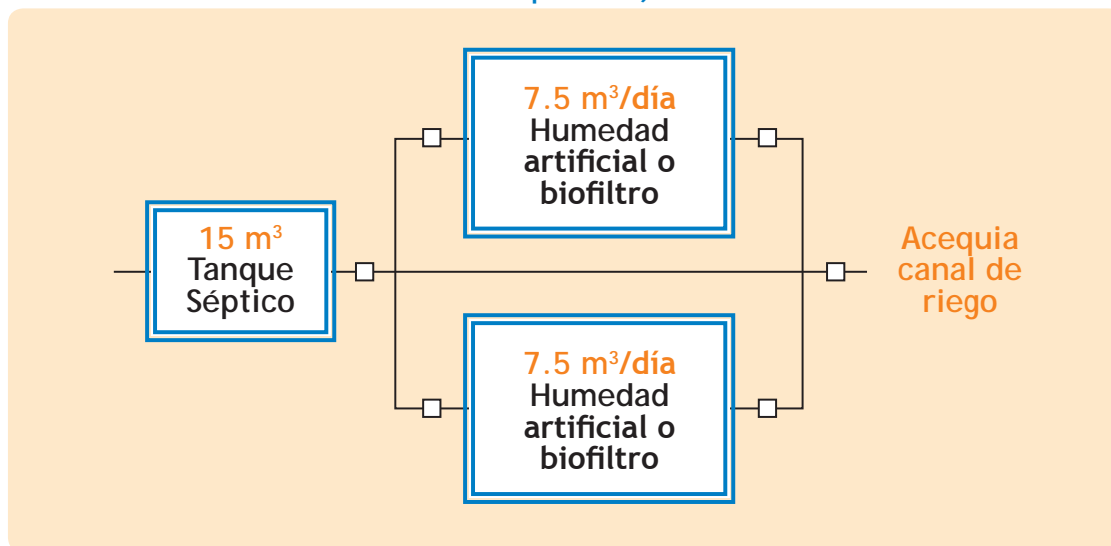 15 m³
Tanque
Séptico
7.5 m³/día
Humedad
artificial o
biofiltro
7.5 m³/día
Humedad
artificial o
biofiltro
Acequia
canal de
riego